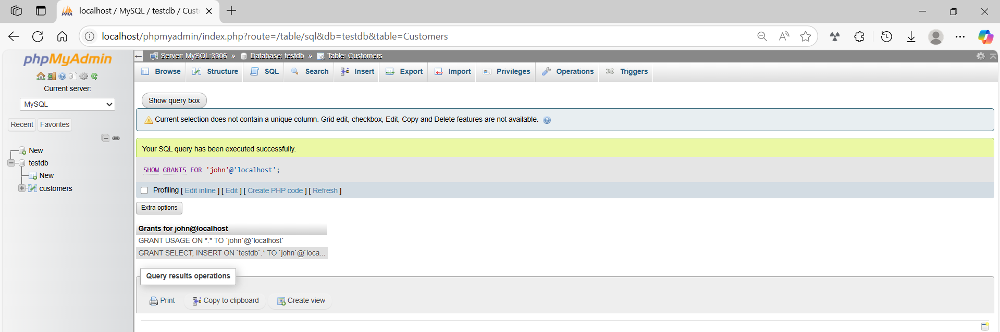 PMA localhost / MySQL / testdb / Cust
localhost/phpmyadmin/index.php?route=/table/sql&db=testdb&table=Customers
phpMyAdmin
Current server:
MySQL
Recent Favorites
New
testdb
New
customers
Server: MySQL:3306 » Database: testdb » Table: Customers
Browse Structure SQL Search Insert Export Import Privileges Operations Triggers
Show query box
Current selection does not contain a unique column. Grid edit, checkbox, Edit, Copy and Delete features are not available.
Your SQL query has been executed successfully.
SHOW GRANTS FOR 'john'@'localhost';
Profiling [ Edit inline ] [ Edit ] [ Create PHP code ] [ Refresh ]
Extra options
Grants for john@localhost
GRANT USAGE ON *.* TO `john`@`localhost`
GRANT SELECT, INSERT ON `testdb`.* TO `john`@`loca...
Query results operations
Print Copy to clipboard Create view